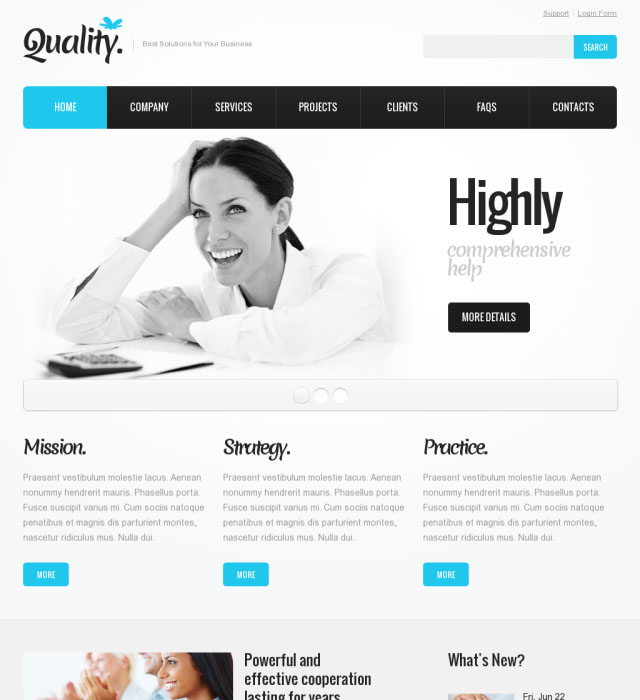 Support | Login Form
Quality.
Best Solutions for Your Business
SEARCH
HOME COMPANY SERVICES PROJECTS CLIENTS FAQS CONTACTS
Highly
comprehensive
help
MORE DETAILS
Mission.
Praesent vestibulum molestie lacus. Aenean
nonummy hendrerit mauris. Phasellus porta.
Fusce suscipit varius mi. Cum sociis natoque
penatibus et magnis dis parturient montes,
nascetur ridiculus mus. Nulla dui.
MORE
Strategy.
Praesent vestibulum molestie lacus. Aenean
nonummy hendrerit mauris. Phasellus porta.
Fusce suscipit varius mi. Cum sociis natoque
penatibus et magnis dis parturient montes,
nascetur ridiculus mus. Nulla dui.
MORE
Practice.
Praesent vestibulum molestie lacus. Aenean
nonummy hendrerit mauris. Phasellus porta.
Fusce suscipit varius mi. Cum sociis natoque
penatibus et magnis dis parturient montes,
nascetur ridiculus mus. Nulla dui.
MORE
Powerful and
effective cooperation
lasting for years
What's New?
Fri, Jun 22